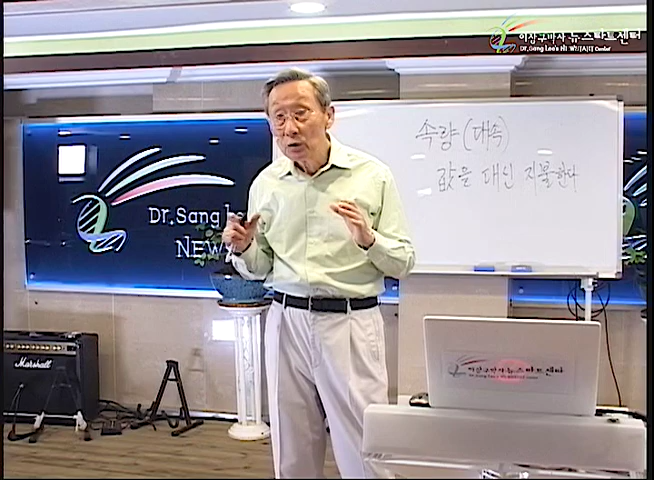 이상구박사 뉴스타트센터
Dr.Sang Lee's NEWSTART Center
속량(대속)
값을 대신 지불한다
Dr.Sang Le
NEW
Marshall
이상구박사 뉴스타트센터